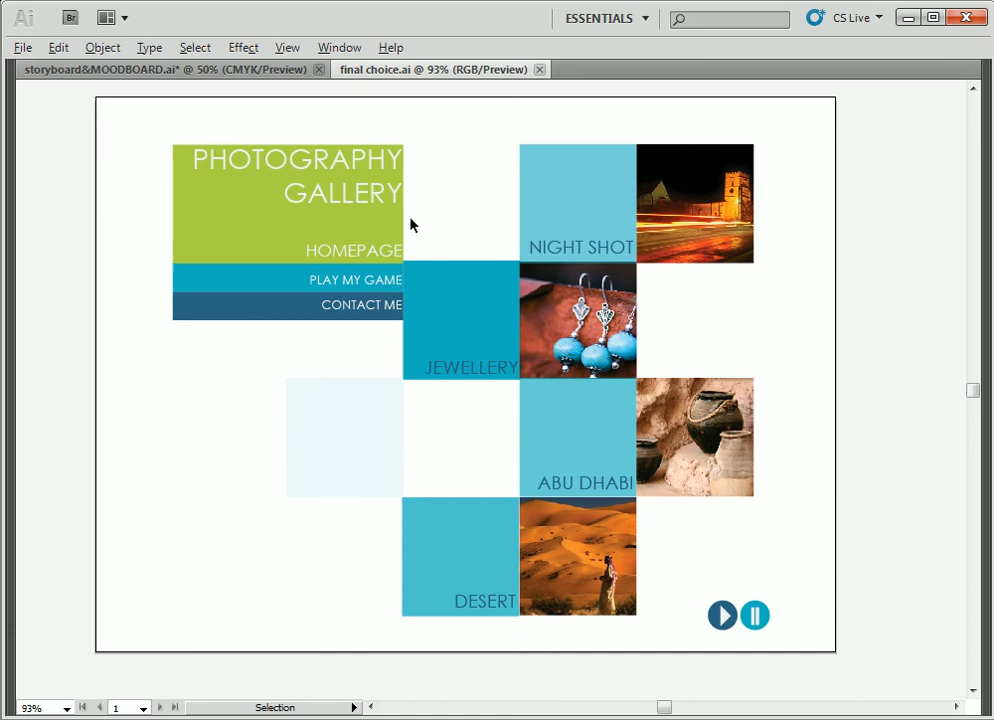 Ai
Br
ESSENTIALS
CS Live
File Edit Object Type Select Effect View Window Help
storyboard&MOODBOARD.ai* @ 50% (CMYK/Preview)
final choice.ai @ 93% (RGB/Preview)
PHOTOGRAPHY
GALLERY
HOMEPAGE
PLAY MY GAME
CONTACT ME
NIGHT SHOT
JEWELLERY
ABU DHABI
DESERT
93%
1
Selection